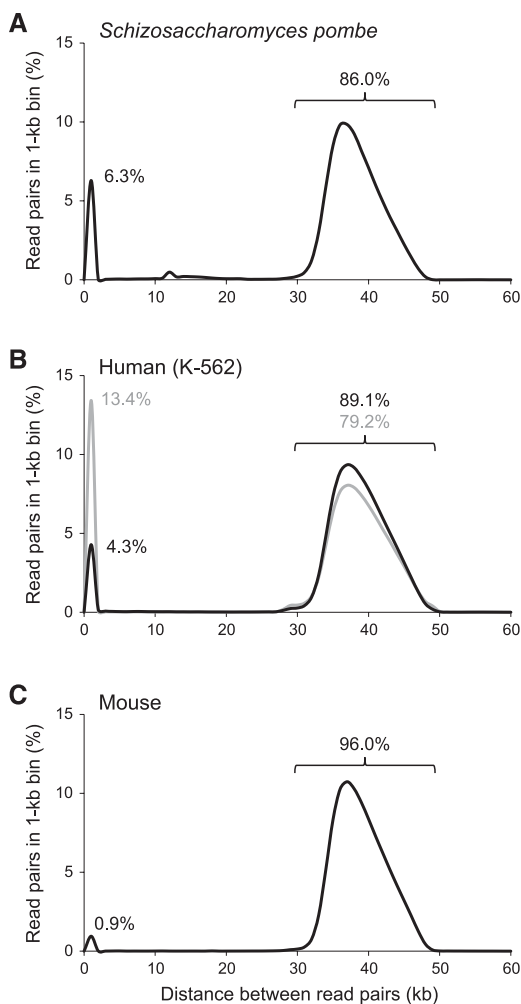 A
Schizosaccharomyces pombe
Read pairs in 1-kb bin (%)
15
10
5
0
6.3%
86.0%
0 10 20 30 40 50 60
B
Human (K-562)
Read pairs in 1-kb bin (%)
15
10
5
0
13.4%
4.3%
89.1%
79.2%
0 10 20 30 40 50 60
C
Mouse
Read pairs in 1-kb bin (%)
15
10
5
0
0.9%
96.0%
0 10 20 30 40 50 60
Distance between read pairs (kb)